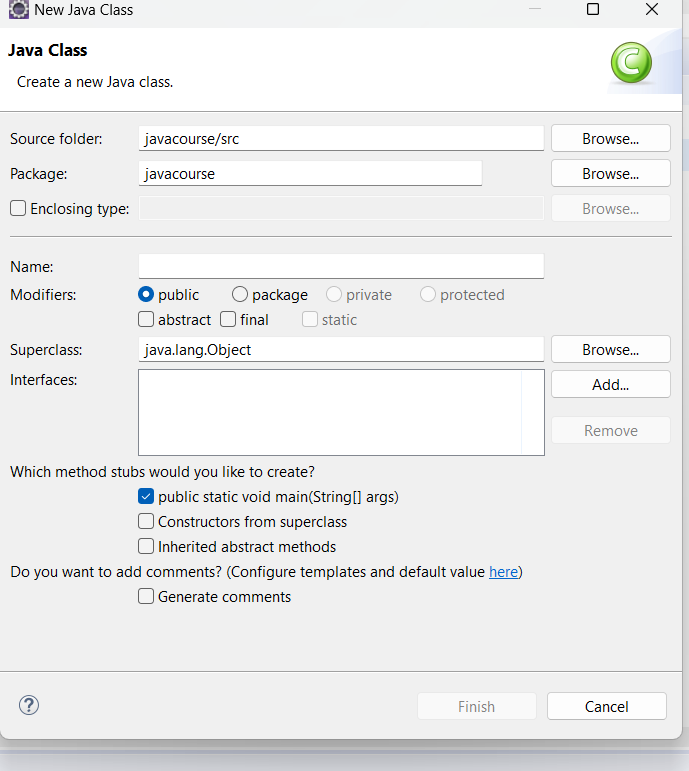 New Java Class
Java Class
Create a new Java class.
Source folder: javacourse/src Browse...
Package: javacourse Browse...
Enclosing type: Browse...
Name:
Modifiers: public package private protected
abstract final static
Superclass: java.lang.Object Browse...
Interfaces: Add...
Remove
Which method stubs would you like to create?
public static void main(String[] args)
Constructors from superclass
Inherited abstract methods
Do you want to add comments? (Configure templates and default value here)
Generate comments
? Finish Cancel